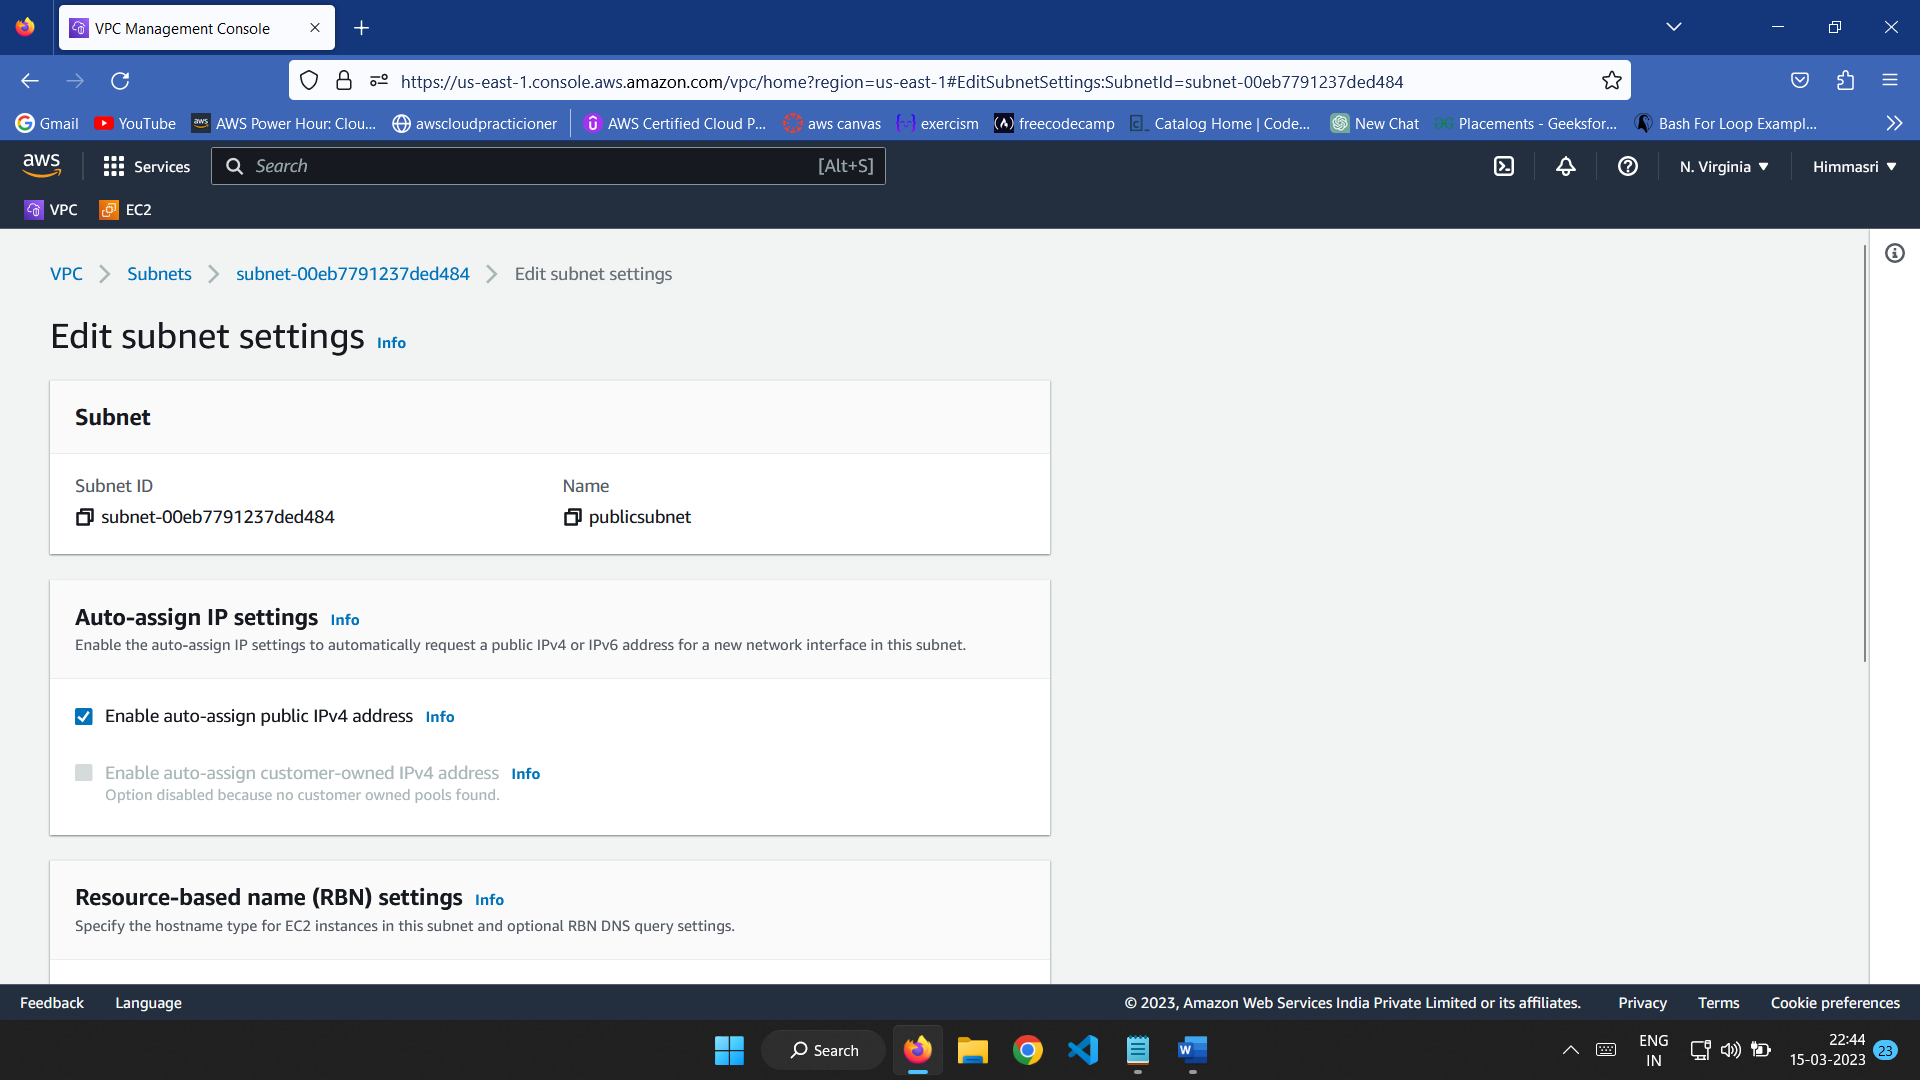 VPC Management Console
https://us-east-1.console.aws.amazon.com/vpc/home?region=us-east-1#EditSubnetSettings:SubnetId=subnet-00eb7791237ded484
Gmail YouTube AWS Power Hour: Clou... awscloudpracticioner AWS Certified Cloud P... aws canvas exercism freecodecamp Catalog Home | Code... New Chat Placements - Geeksfor... Bash For Loop Exampl...
aws Services Search [Alt+S] N. Virginia Himmasri
VPC EC2
VPC Subnets subnet-00eb7791237ded484 Edit subnet settings
Edit subnet settings Info
Subnet
Subnet ID Name
subnet-00eb7791237ded484 publicsubnet
Auto-assign IP settings Info
Enable the auto-assign IP settings to automatically request a public IPv4 or IPv6 address for a new network interface in this subnet.
Enable auto-assign public IPv4 address Info
Enable auto-assign customer-owned IPv4 address Info
Option disabled because no customer owned pools found.
Resource-based name (RBN) settings Info
Specify the hostname type for EC2 instances in this subnet and optional RBN DNS query settings.
Feedback Language © 2023, Amazon Web Services India Private Limited or its affiliates. Privacy Terms Cookie preferences
Search ENG IN 22:44 15-03-2023 23